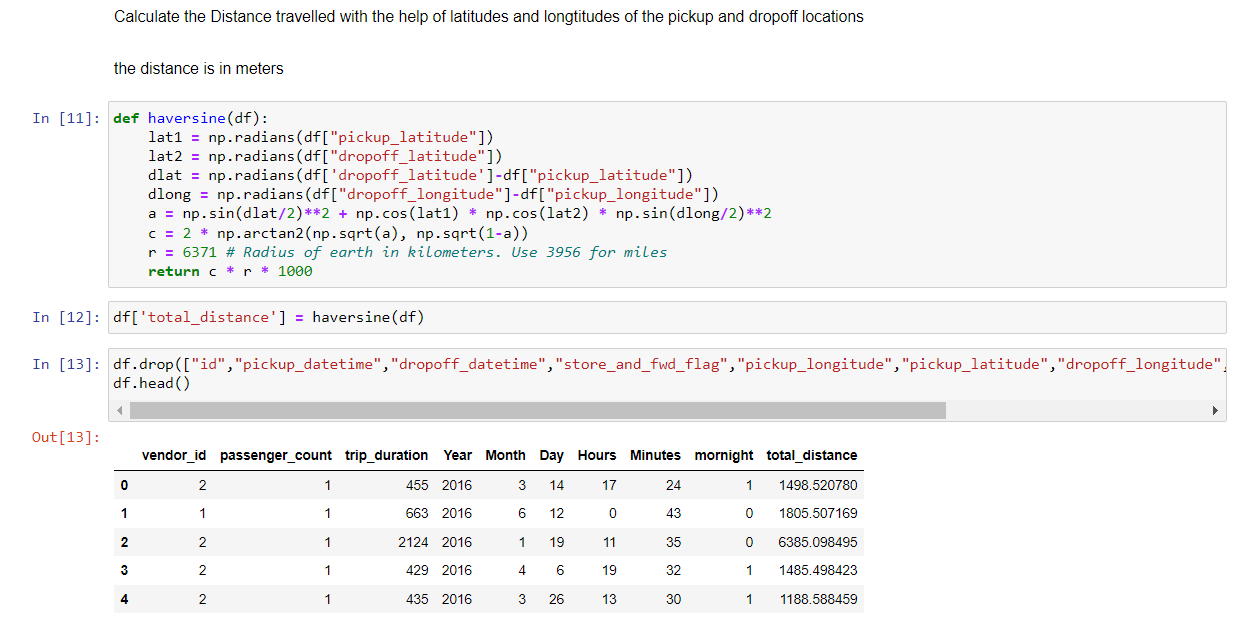 Calculate the Distance travelled with the help of latitudes and longtitudes of the pickup and dropoff locations
the distance is in meters
In [11]: def haversine(df):
    lat1 = np.radians(df["pickup_latitude"])
    lat2 = np.radians(df["dropoff_latitude"])
    dlat = np.radians(df['dropoff_latitude']-df["pickup_latitude"])
    dlong = np.radians(df["dropoff_longitude"]-df["pickup_longitude"])
    a = np.sin(dlat/2)**2 + np.cos(lat1) * np.cos(lat2) * np.sin(dlong/2)**2
    c = 2 * np.arctan2(np.sqrt(a), np.sqrt(1-a))
    r = 6371 # Radius of earth in kilometers. Use 3956 for miles
    return c * r * 1000
In [12]: df['total_distance'] = haversine(df)
In [13]: df.drop(["id","pickup_datetime","dropoff_datetime","store_and_fwd_flag","pickup_longitude","pickup_latitude","dropoff_longitude",
df.head()
Out[13]:
vendor_id passenger_count trip_duration Year Month Day Hours Minutes mornight total_distance
0 2 1 455 2016 3 14 17 24 1 1498.520780
1 1 1 663 2016 6 12 0 43 0 1805.507169
2 2 1 2124 2016 1 19 11 35 0 6385.098495
3 2 1 429 2016 4 6 19 32 1 1485.498423
4 2 1 435 2016 3 26 13 30 1 1188.588459